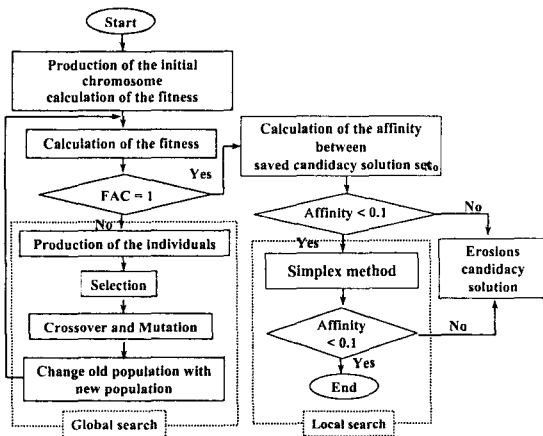 Start
Production of the initial
chromosome
calculation of the fitness
Calculation of the fitness
Yes
FAC = 1
No
Production of the individuals
Selection
Crossover and Mutation
Change old population with
new population
Global search
Calculation of the affinity
between
saved candidacy solution set
No
Affinity < 0.1
No
Yes
Simplex method
Erosions
candidacy
solution
Affinity
< 0.1
No
Yes
End
Local search